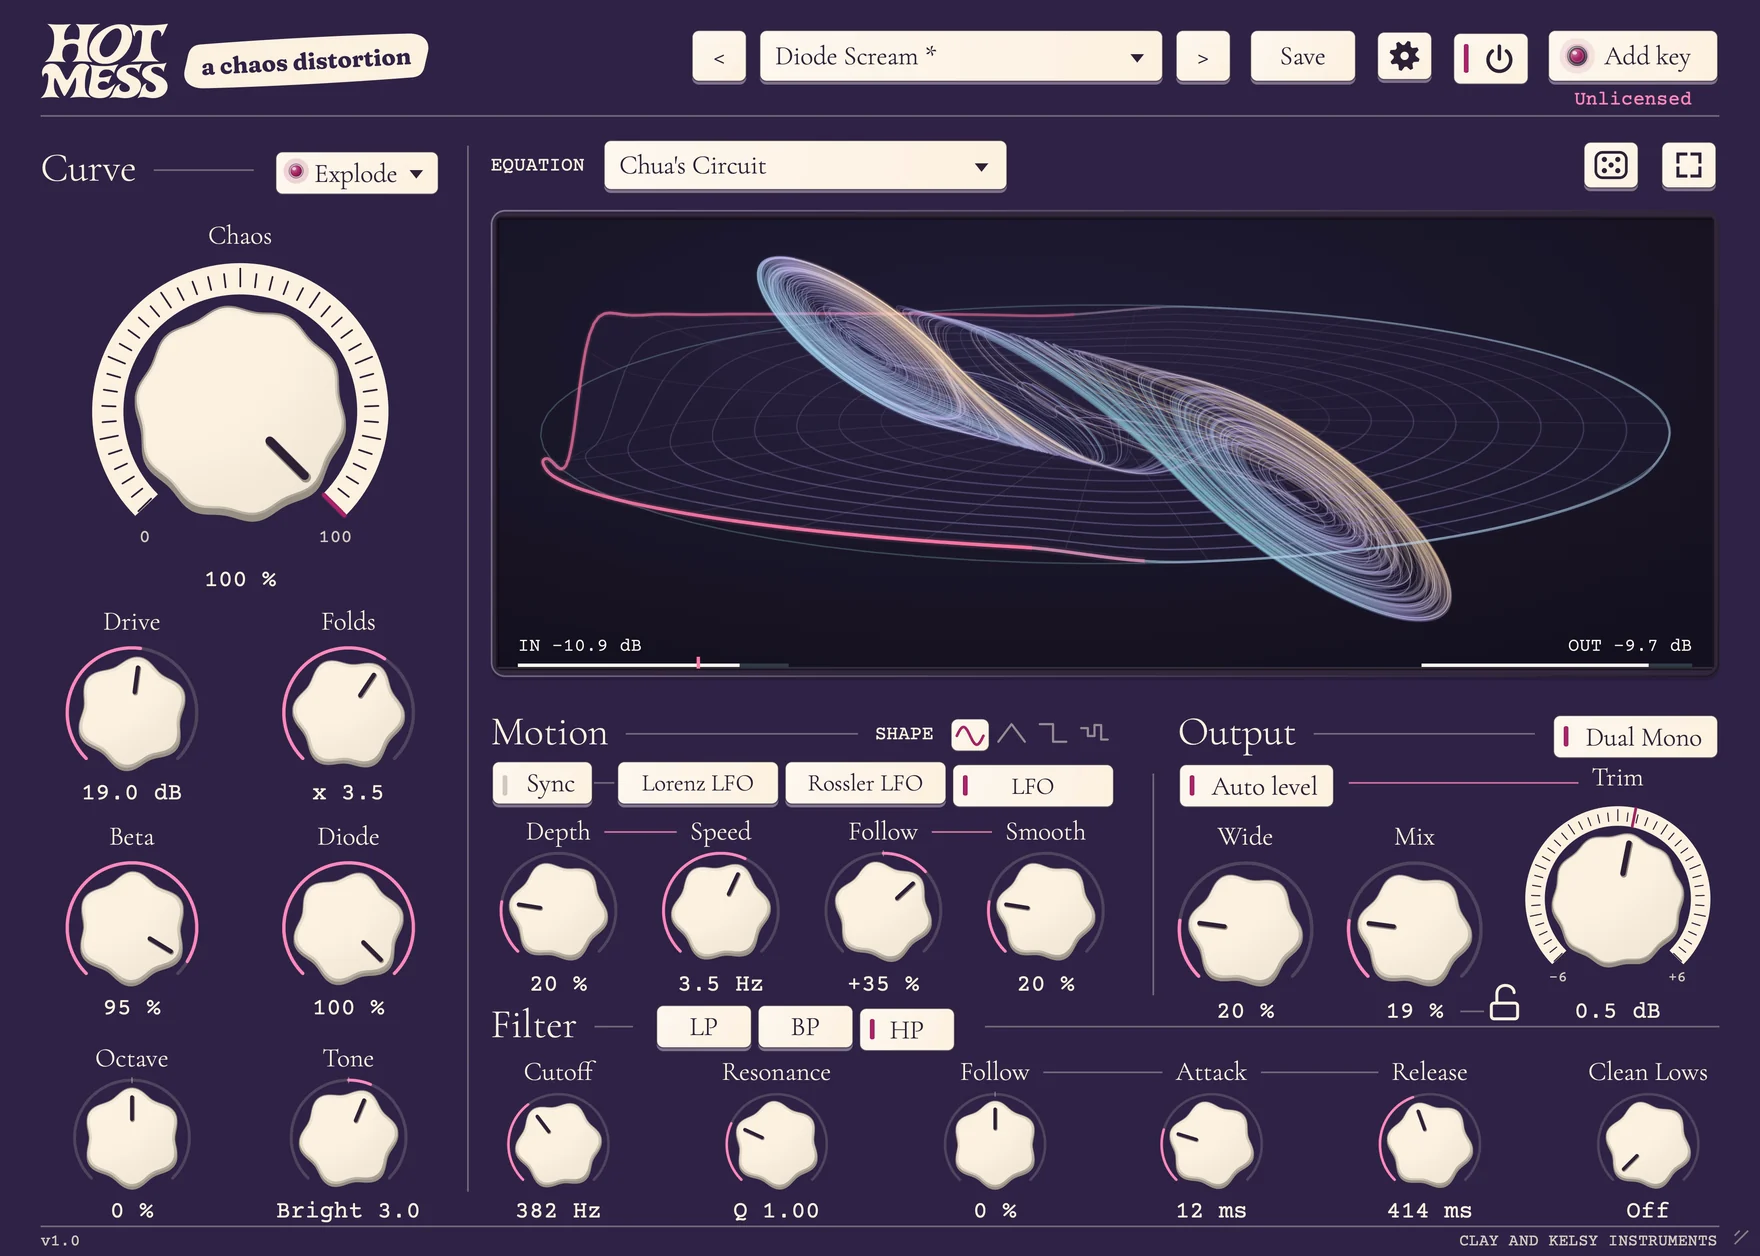 HOT
MESS
a chaos distortion
<
Diode Scream *
>
Save
Add key
Unlicensed
Curve
Explode
EQUATION
Chua's Circuit
Chaos
0
100
100 %
Drive
Folds
19.0 dB
x 3.5
Beta
Diode
95 %
100 %
Octave
Tone
0 %
Bright 3.0
IN -10.9 dB
OUT -9.7 dB
Motion
SHAPE
Sync
Lorenz LFO
Rossler LFO
LFO
Depth
Speed
Follow
Smooth
20 %
3.5 Hz
+35 %
20 %
Output
Dual Mono
Auto level
Trim
Wide
Mix
-6
+6
20 %
19 %
0.5 dB
Filter
LP
BP
HP
Cutoff
Resonance
Follow
Attack
Release
Clean Lows
382 Hz
Q 1.00
0 %
12 ms
414 ms
Off
v1.0
CLAY AND KELSY INSTRUMENTS